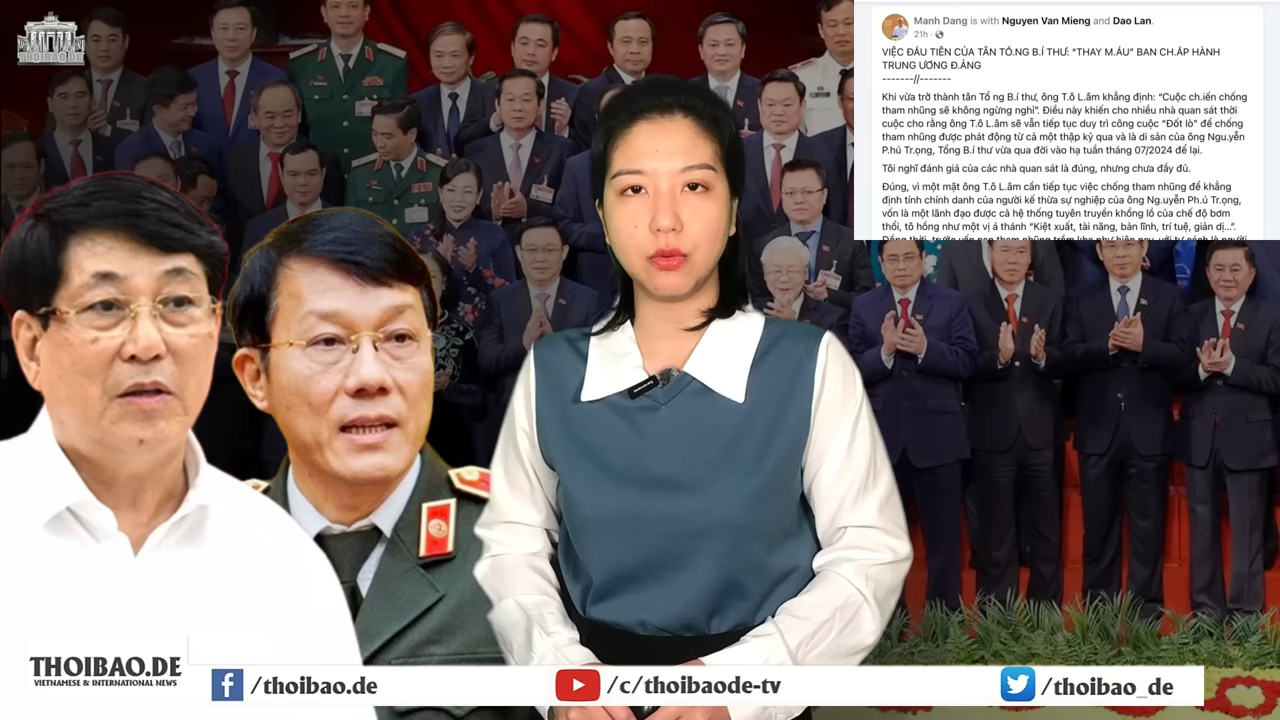 THOIBAO.DE
Manh Dang is with Nguyen Van Mieng and Dao Lan.
21h
VIỆC ĐẦU TIÊN CỦA TÂN TỔ.NG B.Í THƯ: “THAY M.ÁU” BAN CH.ÁP HÀNH
TRUNG ƯƠNG Đ.ẢNG
-------//-------
Khi vừa trở thành tân Tổ ng B.í thư, ông T.ô L.âm khẳng định: “Cuộc ch.iến chống
tham nhũng sẽ không ngừng nghỉ”. Điều này khiến cho nhiều nhà quan sát thời
cuộc cho rằng ông T.ô L.âm sẽ vẫn tiếp tục duy trì công cuộc “Đốt lò” để chống
tham nhũng được phát động từ cả một thập kỷ qua và là di sản của ông Ngu.yễn
P.hú Tr.ọng, Tổng B.í thư vừa qua đời vào hạ tuần tháng 07/2024 để lại.
Tôi nghĩ đánh giá của các nhà quan sát là đúng, nhưng chưa đầy đủ.
Đúng, vì một mặt ông T.ô L.âm cần tiếp tục việc chống tham nhũng để khẳng
định tính chính danh của người kế thừa sự nghiệp của ông Ng.uyễn Ph.ú Tr.ọng,
vốn là một lãnh đạo được cả hệ thống tuyên truyền khổng lồ của chế độ bơm
thổi, tô hồng như một vị á thánh “Kiệt xuất, tài năng, bản lĩnh, trí tuệ, giản dị...”.
THOIBAO.DE
VIETNAMESE & INTERNATIONAL NEWS
/thoibao.de
/c/thoibaode-tv
/thoibao_de